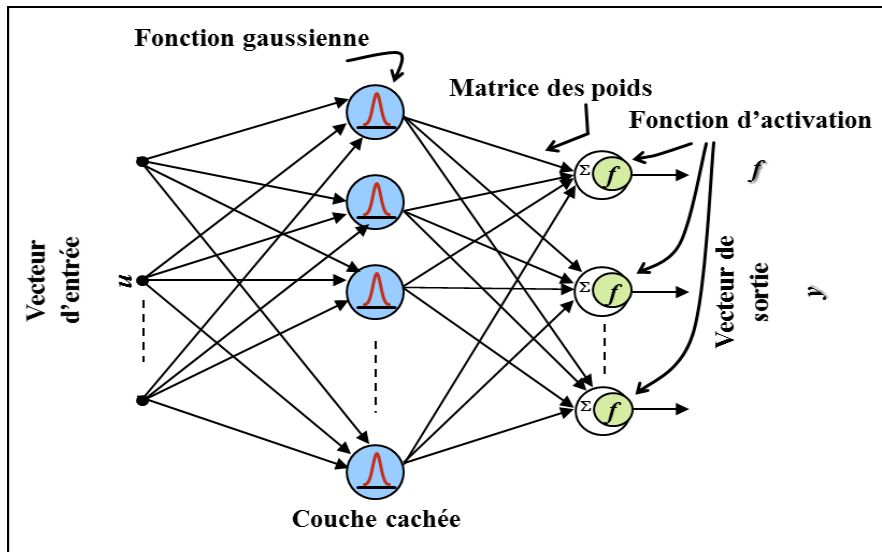 Fonction gaussienne
Matrice des poids
Fonction d’activation
f
Vecteur
d’entrée
u
Σ f
Σ f
Σ f
Vecteur de
sortie
y
Couche cachée